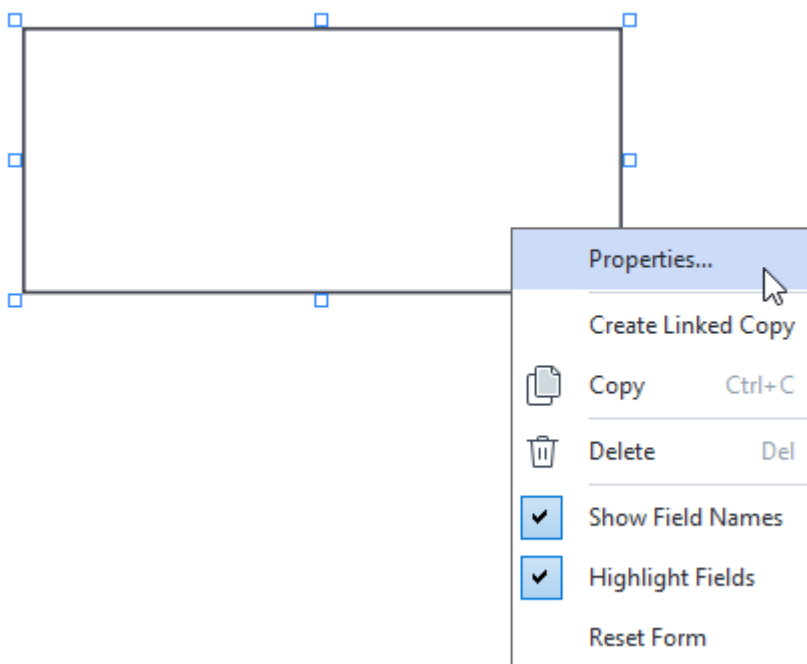 Properties...
Create Linked Copy
Copy Ctrl+C
Delete Del
Show Field Names
Highlight Fields
Reset Form